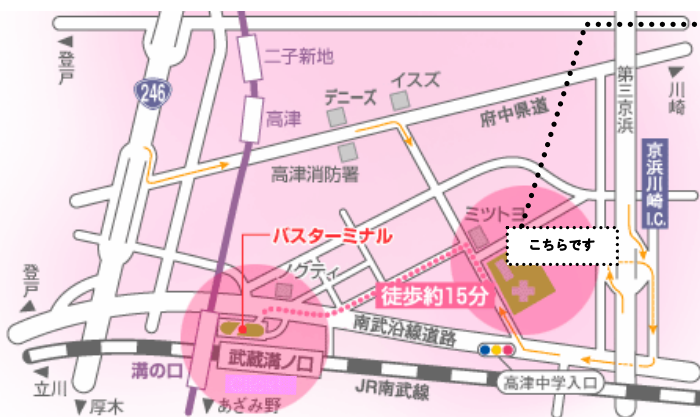 登戸
246
二子新地
高津
デニーズ
イスズ
府中県道
第三京浜
川崎
京浜川崎I.C.
高津消防署
ミツトヨ
こちらです
バスターミナル
ノクティ
登戸
徒歩約15分
南武沿線道路
武蔵溝ノ口
溝の口
立川
厚木
あざみ野
JR南武線
高津中学入口